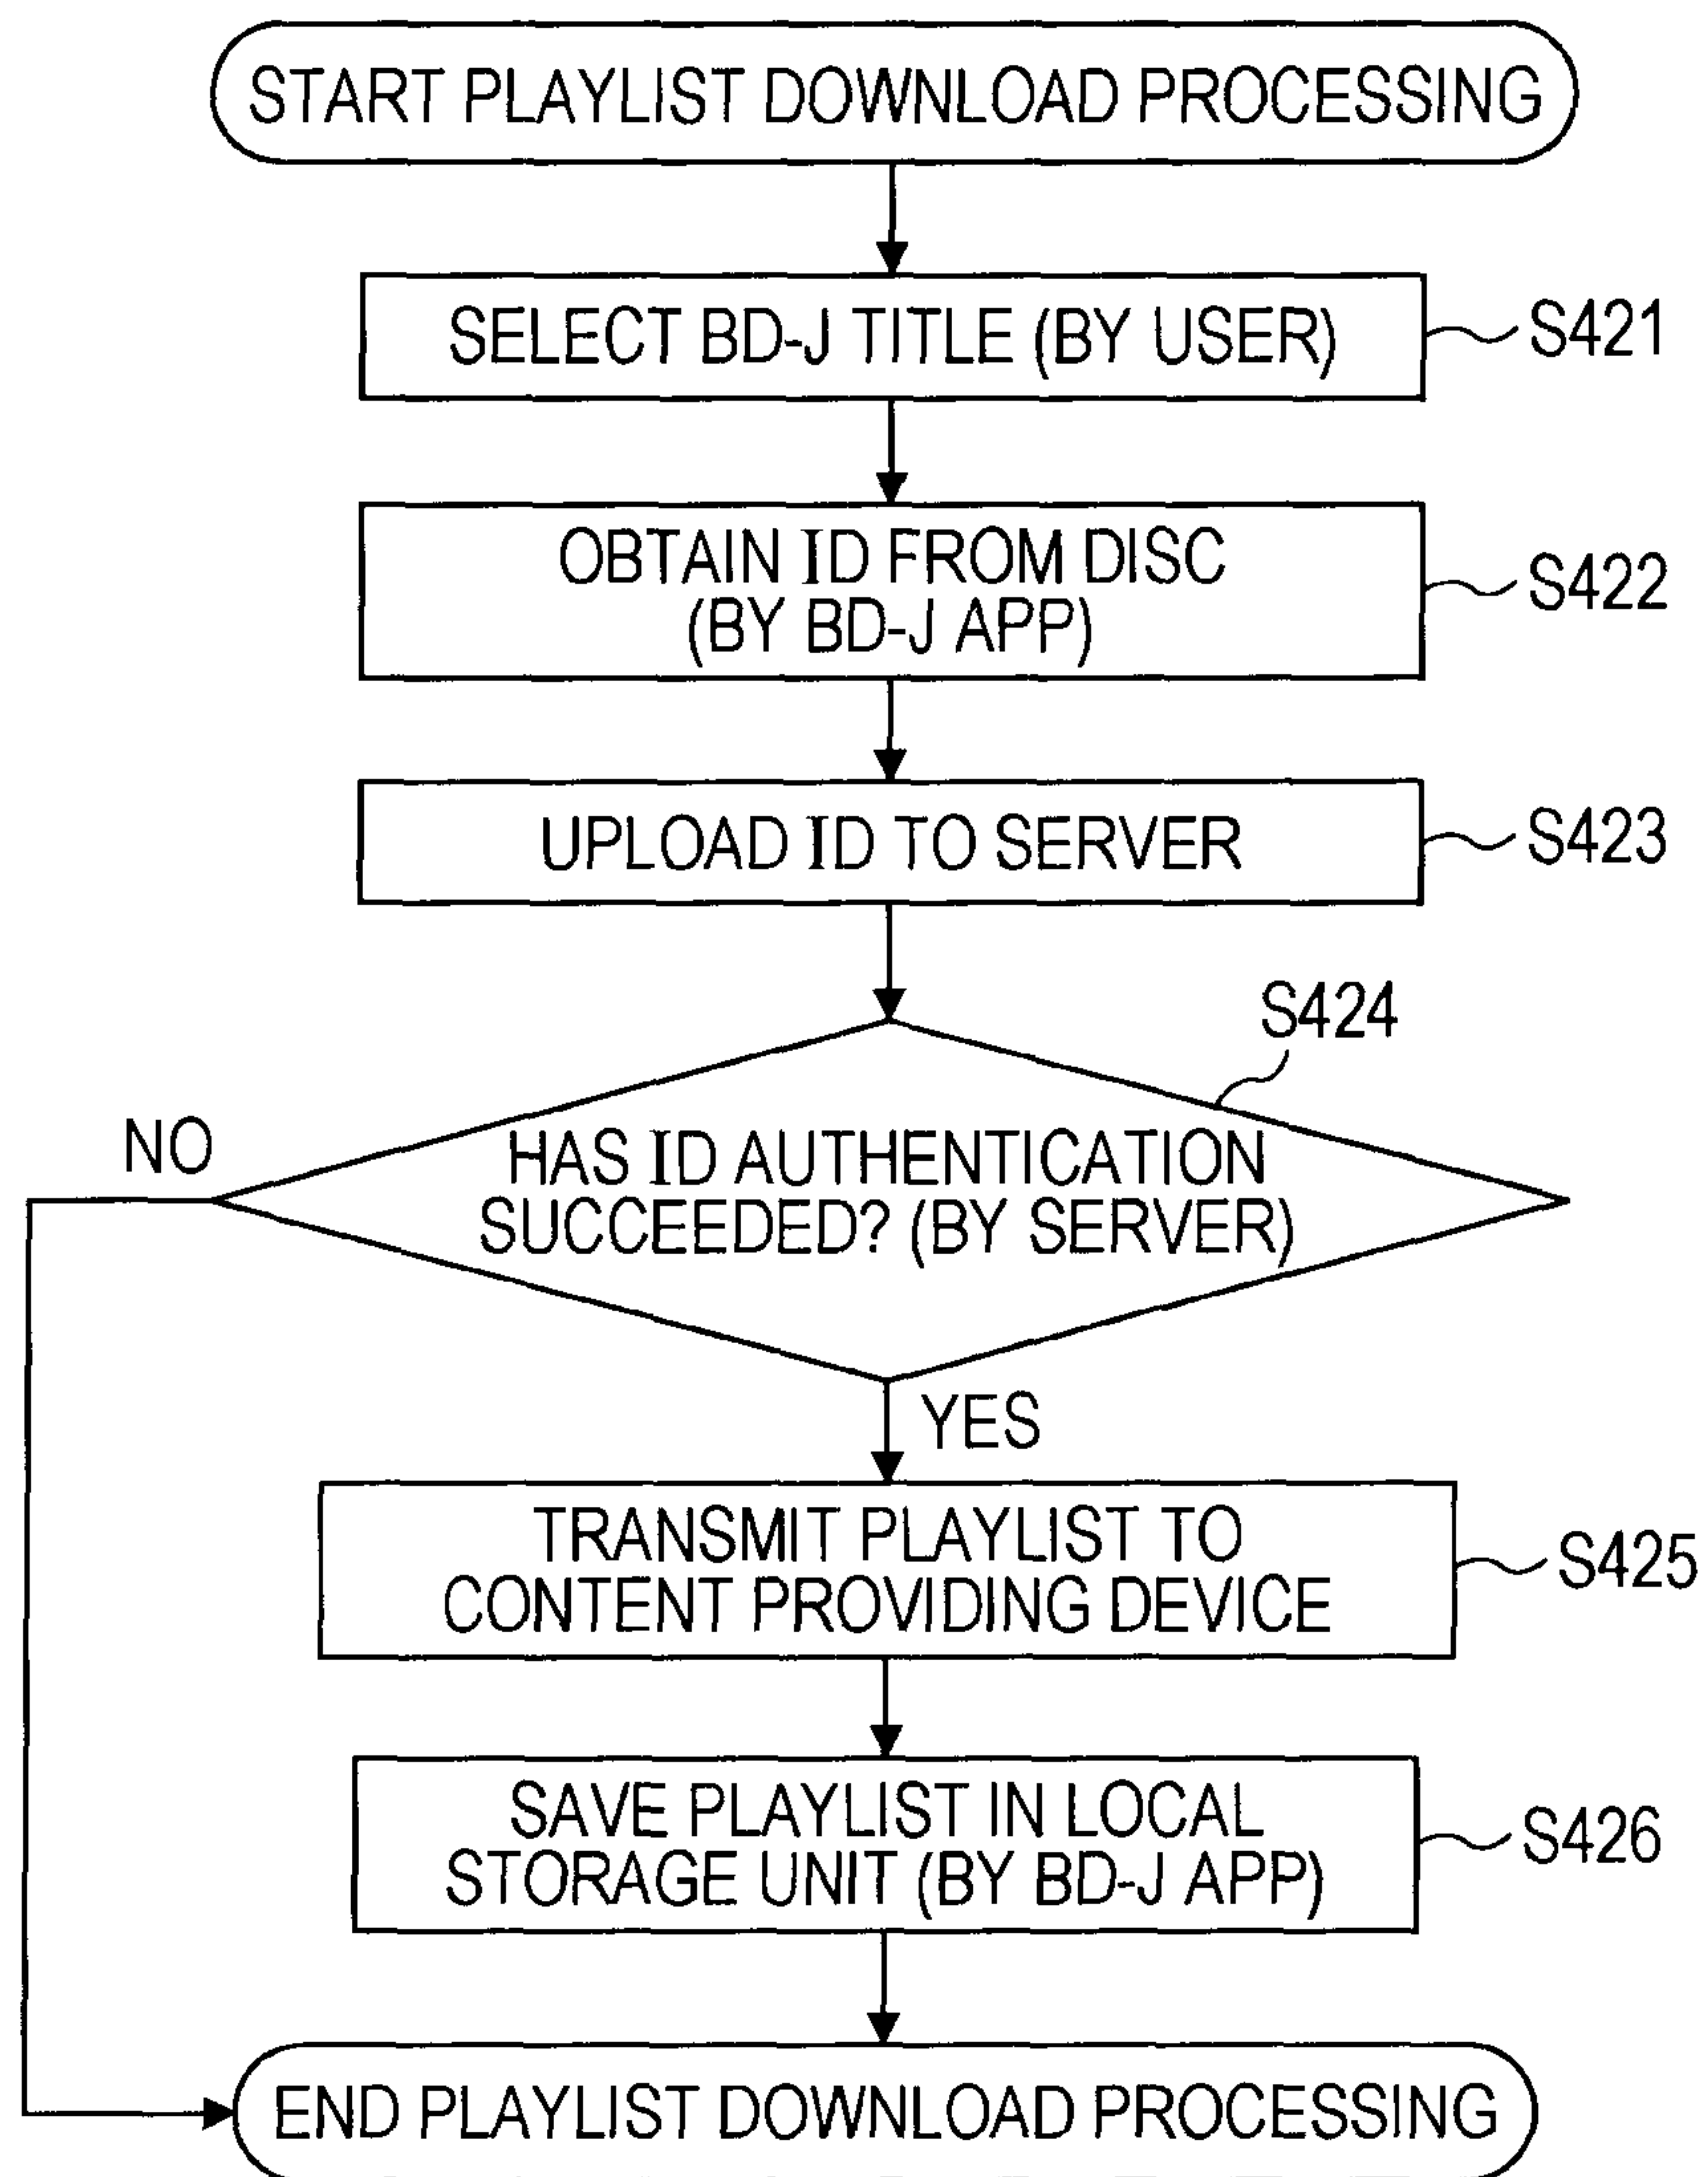 START PLAYLIST DOWNLOAD PROCESSING
SELECT BD-J TITLE (BY USER)
S421
OBTAIN ID FROM DISC
(BY BD-J APP)
S422
UPLOAD ID TO SERVER
S423
S424
NO
HAS ID AUTHENTICATION
SUCCEEDED? (BY SERVER)
YES
TRANSMIT PLAYLIST TO
CONTENT PROVIDING DEVICE
S425
SAVE PLAYLIST IN LOCAL
STORAGE UNIT (BY BD-J APP)
S426
END PLAYLIST DOWNLOAD PROCESSING